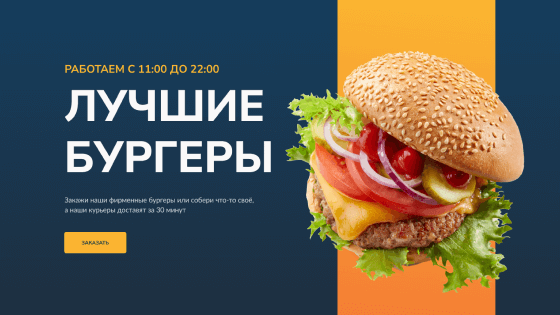 РАБОТАЕМ С 11:00 ДО 22:00
ЛУЧШИЕ
БУРГЕРЫ
Закажи наши фирменные бургеры или собери что-то своё,
а наши курьеры доставят за 30 минут
ЗАКАЗАТЬ